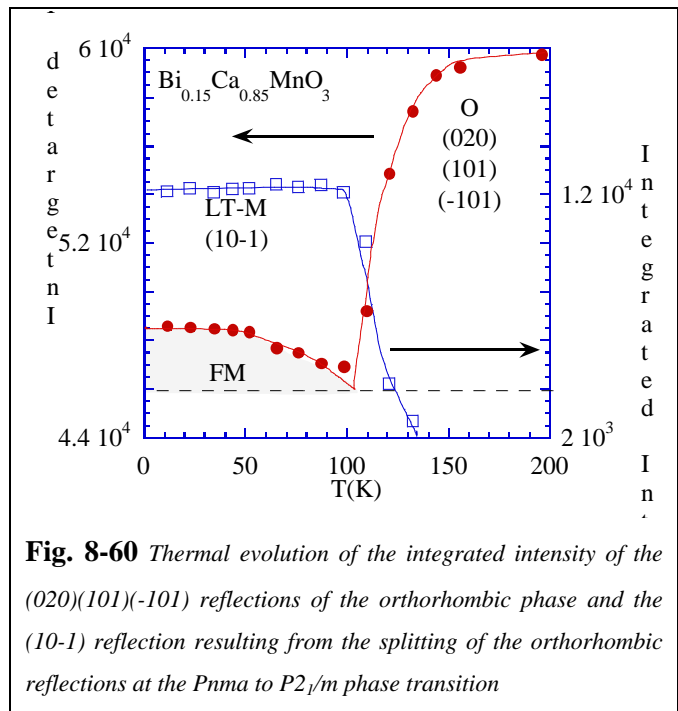 6 10⁴
Bi₀.₁₅Ca₀.₈₅MnO₃
O
(020)
(101)
(-101)
LT-M
(10-1)
1.2 10⁴
5.2 10⁴
FM
4.4 10⁴
2 10³
0
50
100
150
200
T(K)
d
e
t
a
r
g
e
t
n
I
I
n
t
e
g
r
a
t
e
d
I
n
Fig. 8-60 Thermal evolution of the integrated intensity of the
(020)(101)(-101) reflections of the orthorhombic phase and the
(10-1) reflection resulting from the splitting of the orthorhombic
reflections at the Pnma to P2₁/m phase transition